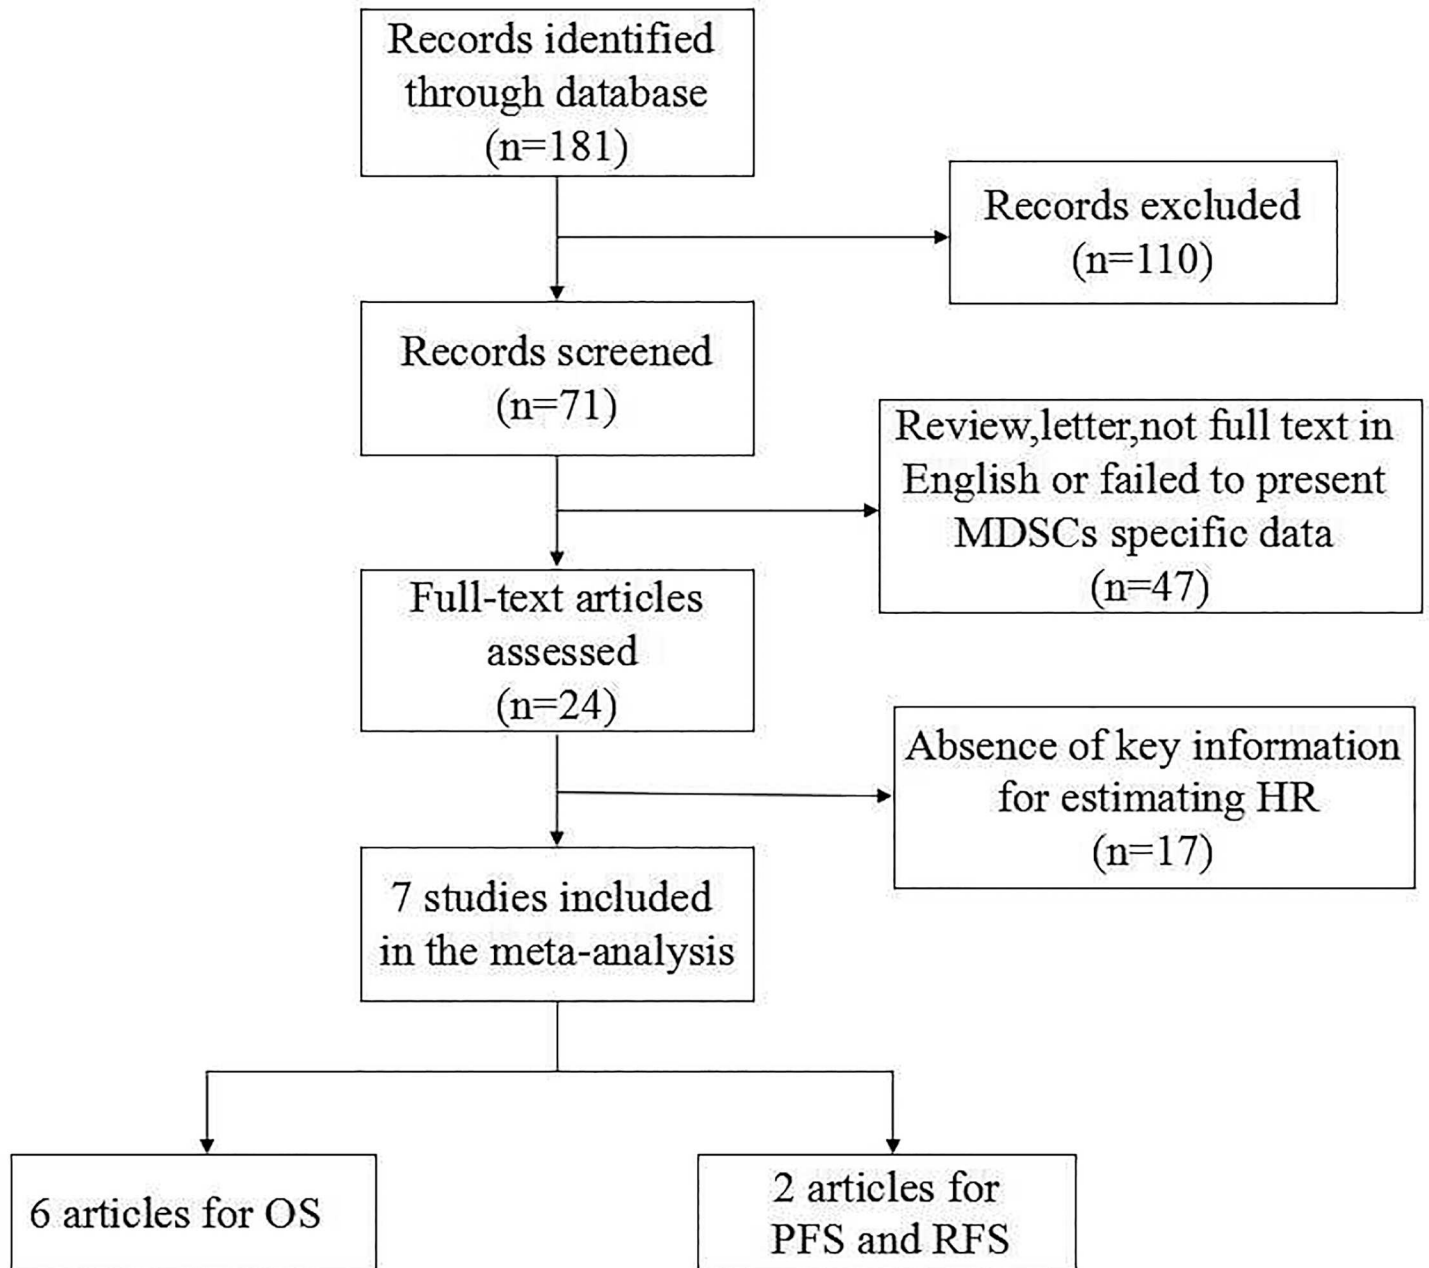 Records identified
through database
(n=181)
Records excluded
(n=110)
Records screened
(n=71)
Review,letter,not full text in
English or failed to present
MDSCs specific data
(n=47)
Full-text articles
assessed
(n=24)
Absence of key information
for estimating HR
(n=17)
7 studies included
in the meta-analysis
6 articles for OS
2 articles for
PFS and RFS